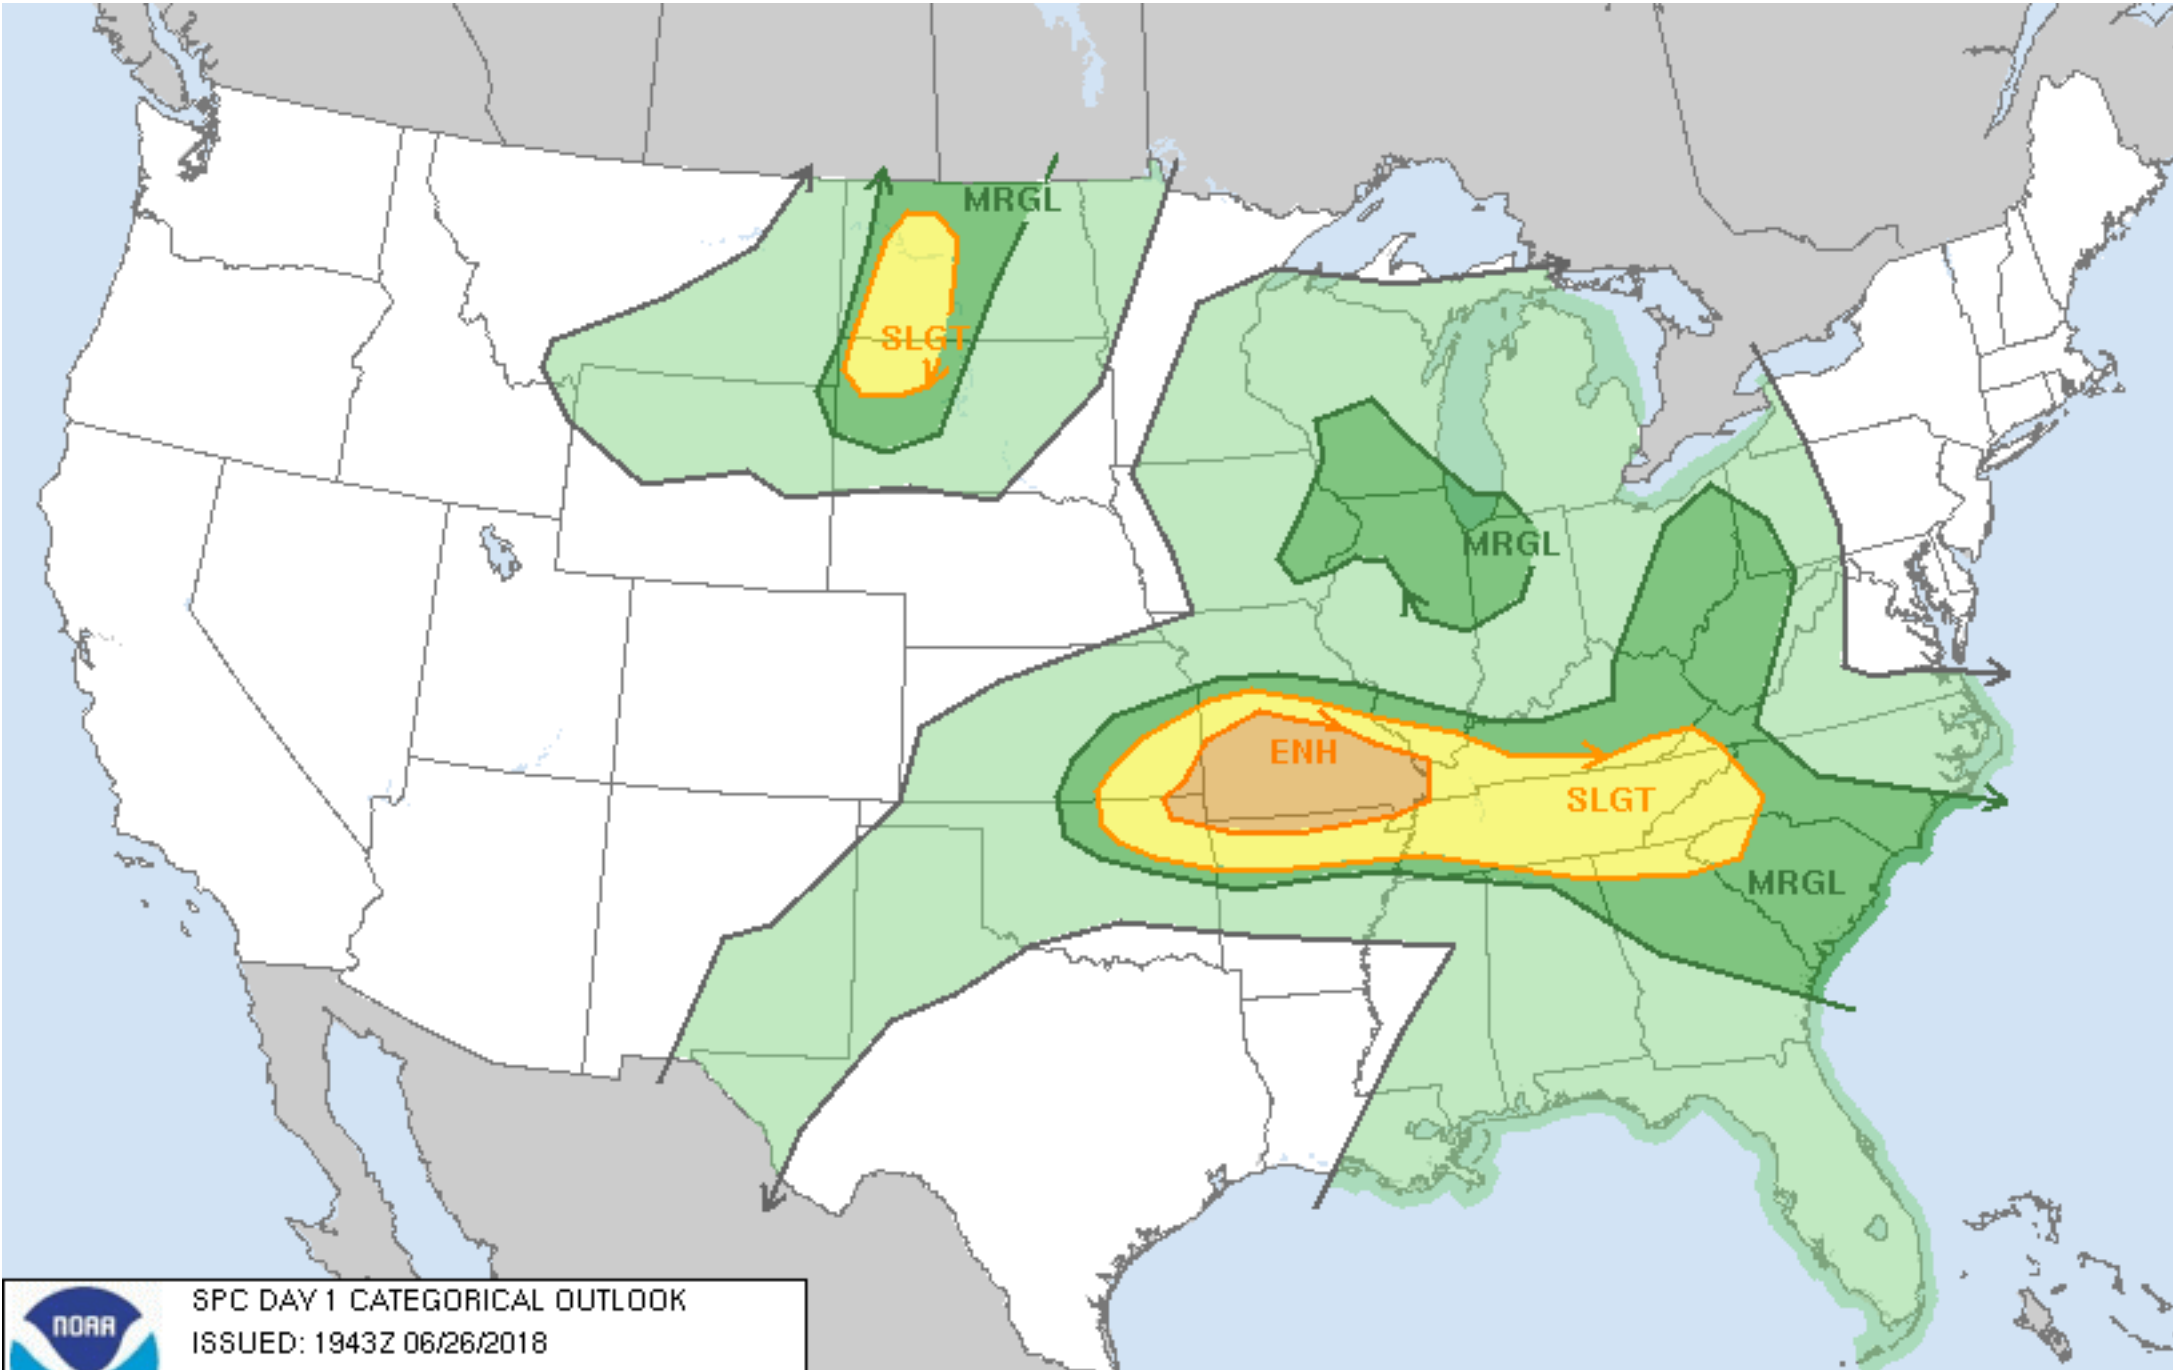 MRGL
SLGT
MRGL
ENH
SLGT
MRGL
NOAA
SPC DAY 1 CATEGORICAL OUTLOOK
ISSUED: 1943Z 06/26/2018